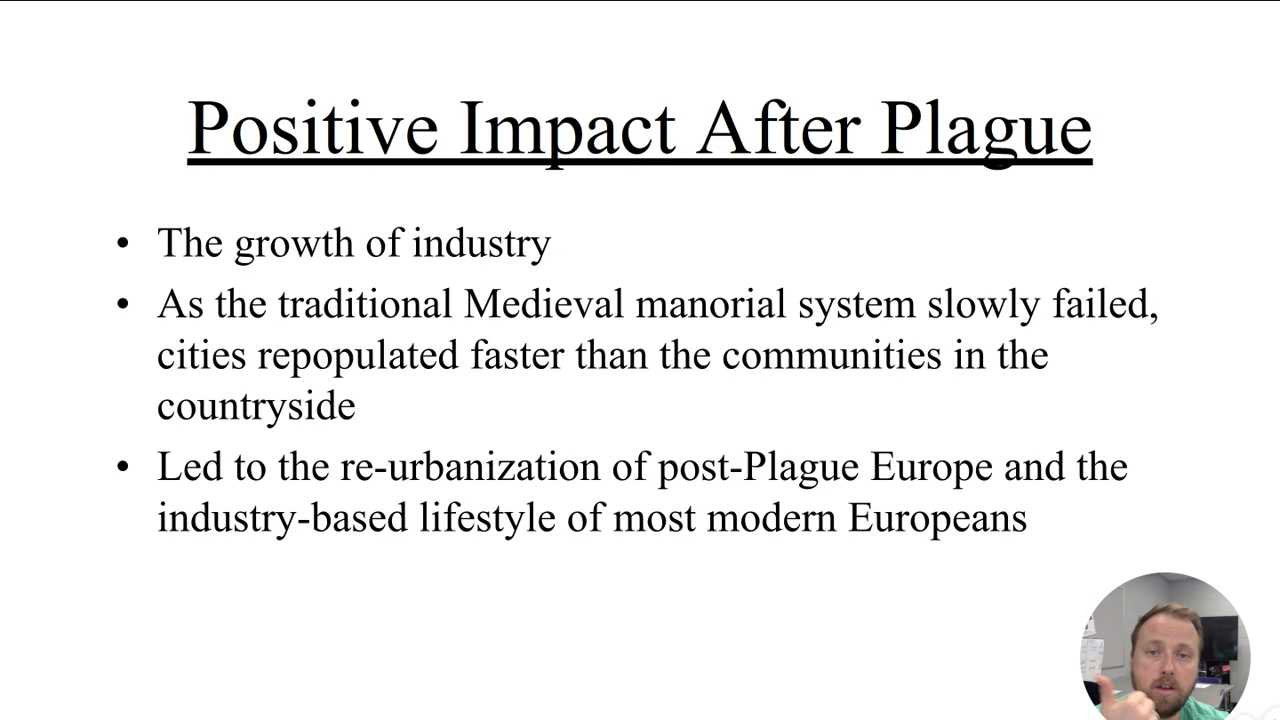 Positive Impact After Plague
• The growth of industry
• As the traditional Medieval manorial system slowly failed,
cities repopulated faster than the communities in the
countryside
• Led to the re-urbanization of post-Plague Europe and the
industry-based lifestyle of most modern Europeans